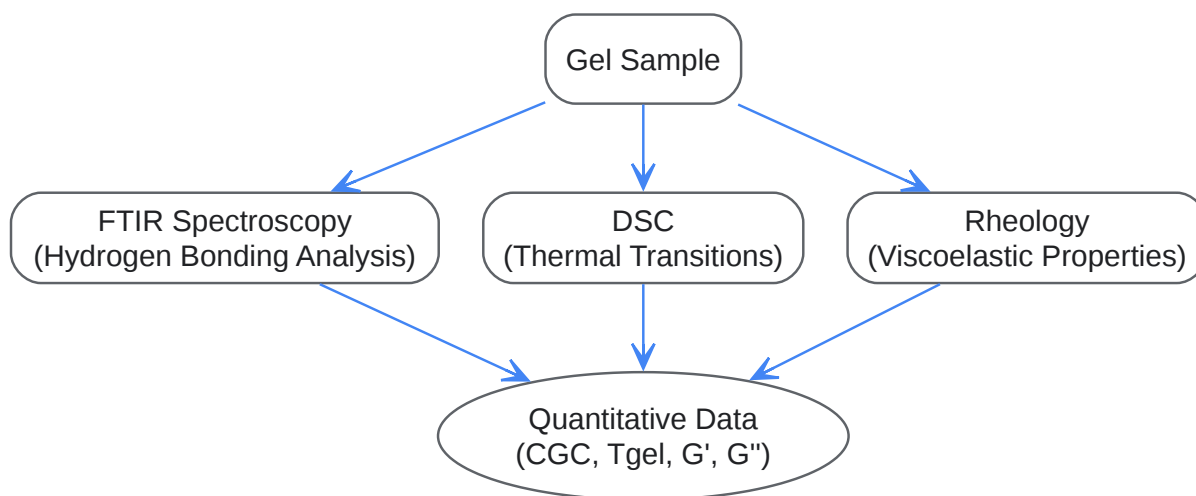 Gel Sample
FTIR Spectroscopy
(Hydrogen Bonding Analysis)
DSC
(Thermal Transitions)
Rheology
(Viscoelastic Properties)
Quantitative Data
(CGC, Tgel, G', G'')